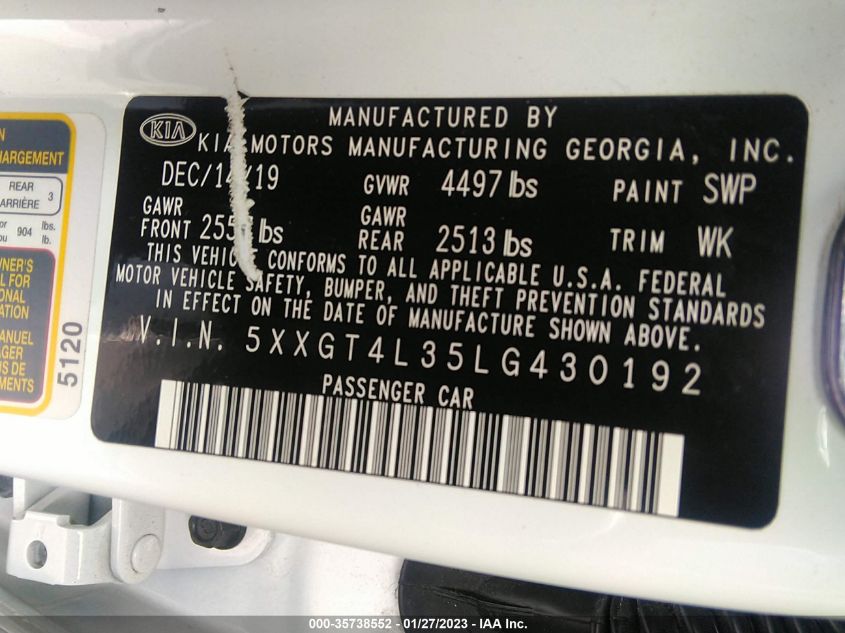 MANUFACTURED BY
KIA
KIA MOTORS MANUFACTURING GEORGIA, INC.
GVWR 4497 lbs PAINT SWP
GAWR GAWR
FRONT lbs REAR 2513 lbs TRIM WK
THIS VEHICLE CONFORMS TO ALL APPLICABLE U.S.A. FEDERAL
MOTOR VEHICLE SAFETY, BUMPER, AND THEFT PREVENTION STANDARDS
IN EFFECT ON THE DATE OF MANUFACTURE SHOWN ABOVE.
V.I.N. 5XXGT4L35LG430192
PASSENGER CAR
REAR 3
904 lbs.
lb.
5120
000-35738552 - 01/27/2023 - IAA Inc.